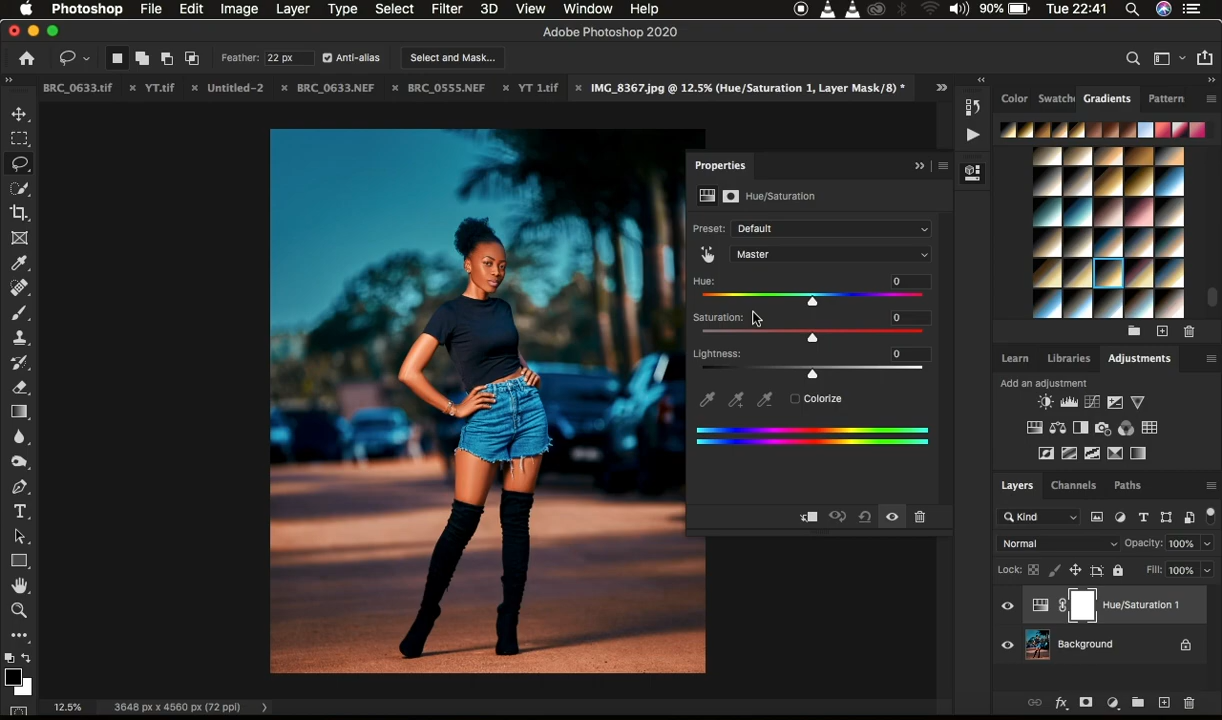 Photoshop File Edit Image Layer Type Select Filter 3D View Window Help 90% Tue 22:41
Adobe Photoshop 2020
Feather: 22 px Anti-alias Select and Mask...
BRC_0633.tif × YT.tif × Untitled-2 × BRC_0633.NEF × BRC_0555.NEF × YT 1.tif × IMG_8367.jpg @ 12.5% (Hue/Saturation 1, Layer Mask/8) *
Color Swatch Gradients Pattern
Properties
Hue/Saturation
Preset: Default
Master
Hue: 0
Saturation: 0
Lightness: 0
Colorize
Learn Libraries Adjustments
Add an adjustment
Layers Channels Paths
Kind
Normal Opacity: 100%
Lock: Fill: 100%
Hue/Saturation 1
Background
12.5% 3648 px x 4560 px (72 ppi)